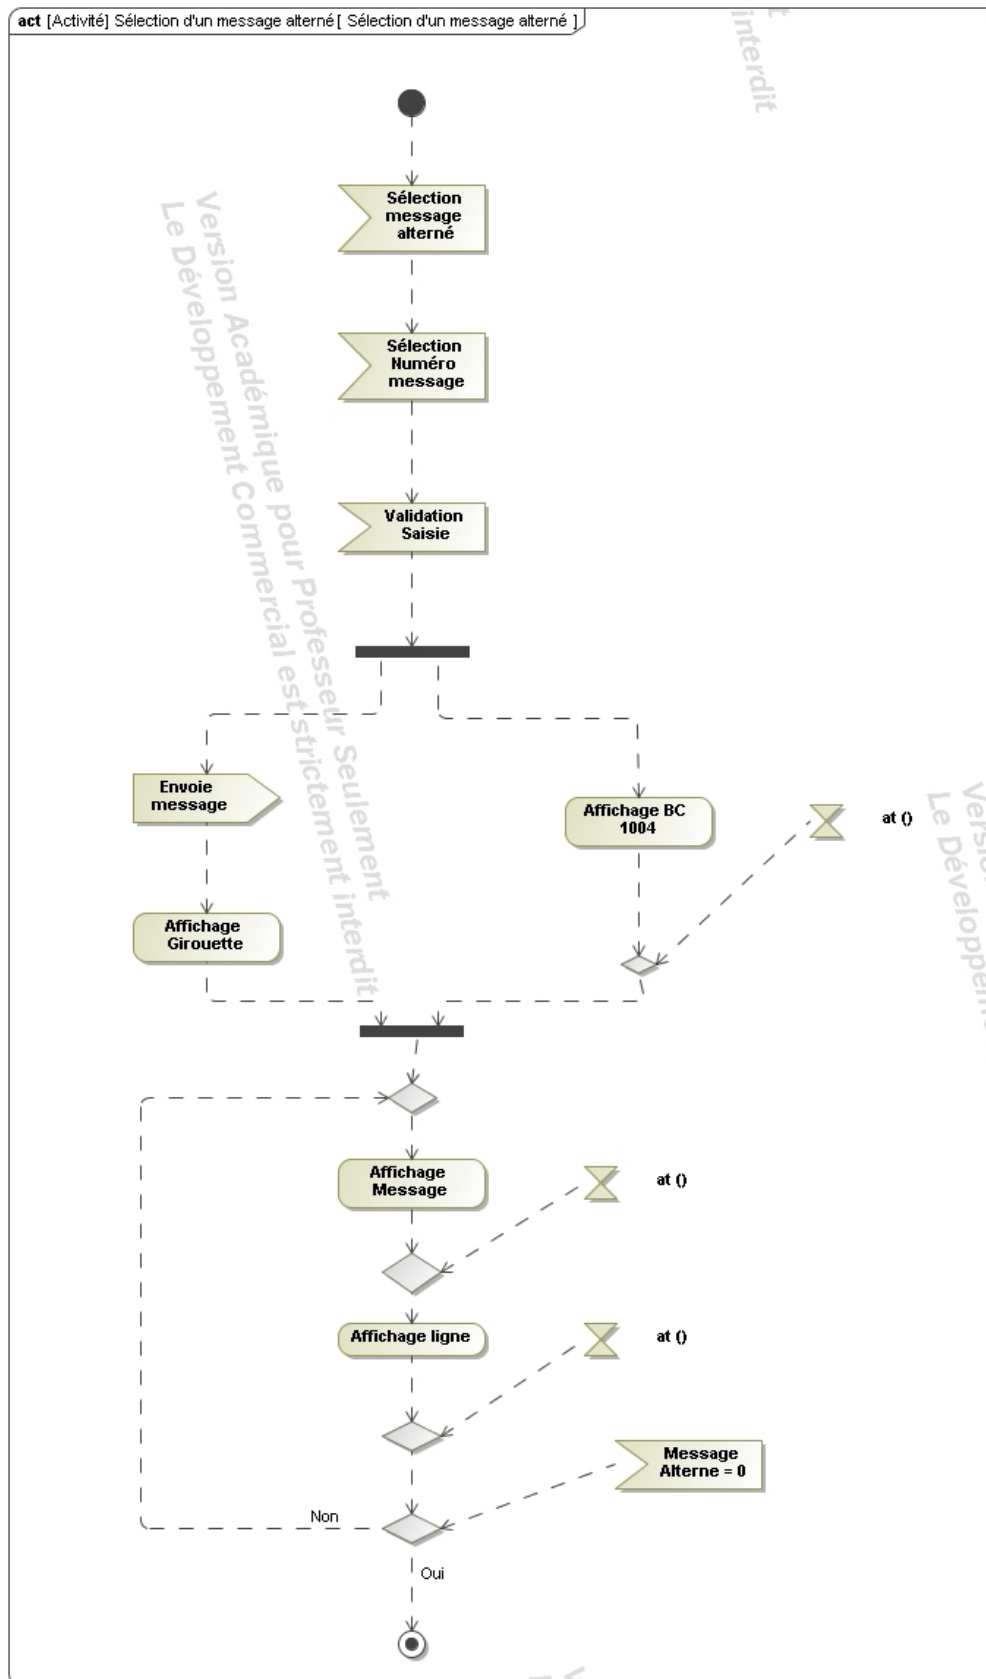 act [Activité] Sélection d'un message alterné [ Sélection d'un message alterné ]
interdit
Version Académique pour Professeur Seulement
Le Développement Commercial est strictement interdit
Sélection
message
alterné
Sélection
Numéro
message
Validation
Saisie
Envoie
message
Affichage BC
1004
at ()
Affichage
Girouette
Affichage
Message
at ()
Affichage ligne
at ()
Message
Alterne = 0
Non
Oui